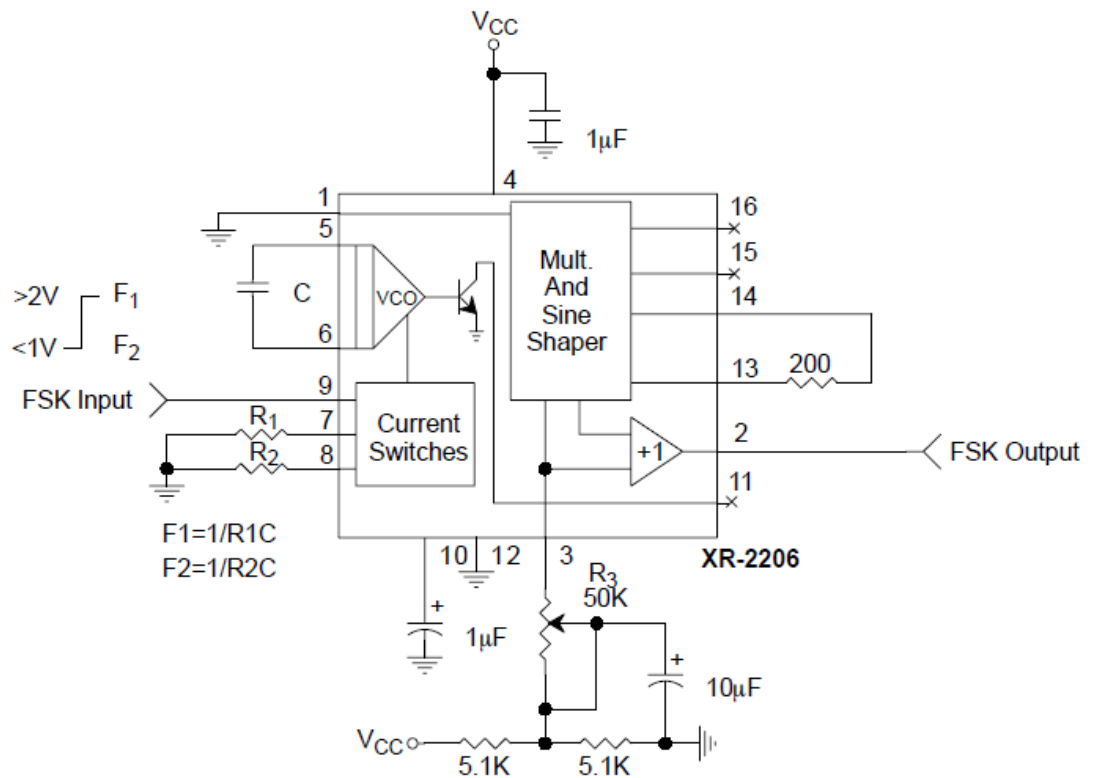 VCC
1μF
4
1
5
16
15
14
13
200
Mult.
And
Sine
Shaper
>2V
F1
<1V
F2
C
VCO
6
FSK Input
9
R1
7
R2
8
Current
Switches
+1
2
FSK Output
11
F1=1/R1C
F2=1/R2C
10
12
3
XR-2206
R3
50K
+
1μF
+
10μF
VCC
5.1K
5.1K